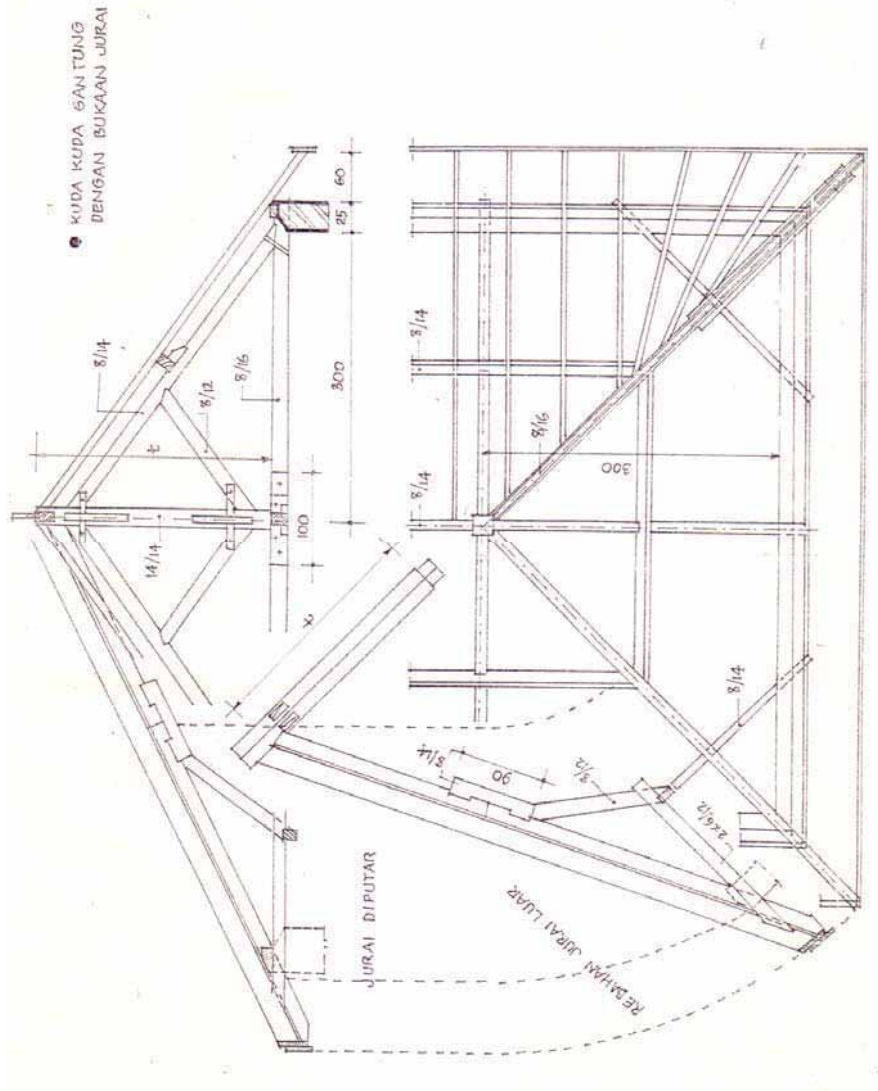 KUDA KUDA GANTUNG
DENGAN BUKAAN JURAI
8/14
8/12
8/16
t
14/14
100
300
25
60
x
8/14
8/14
8/16
300
8/14
90
8/12
8/14
2x6/12
JURAI DIPUTAR
REBAHAN JURAI LUAR